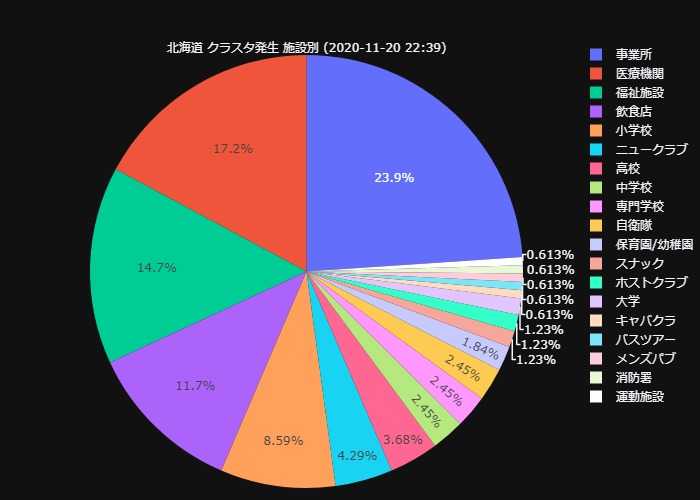 北海道 クラスタ発生 施設別 (2020-11-20 22:39)
事業所
医療機関
福祉施設
飲食店
小学校
ニュークラブ
高校
中学校
専門学校
自衛隊
保育園/幼稚園
スナック
ホストクラブ
大学
キャバクラ
バスツアー
メンズパブ
消防署
運動施設
17.2%
23.9%
14.7%
11.7%
8.59%
4.29%
3.68%
2.45%
2.45%
2.45%
1.84%
0.613%
0.613%
0.613%
0.613%
0.613%
1.23%
1.23%
1.23%